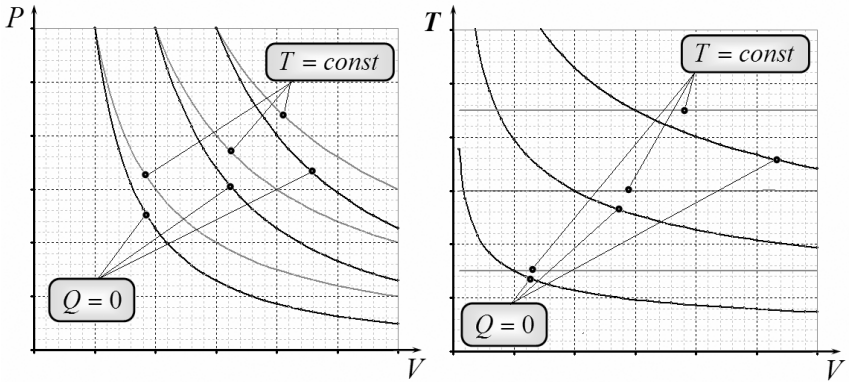 P
T = const
Q = 0
V
T
T = const
Q = 0
V